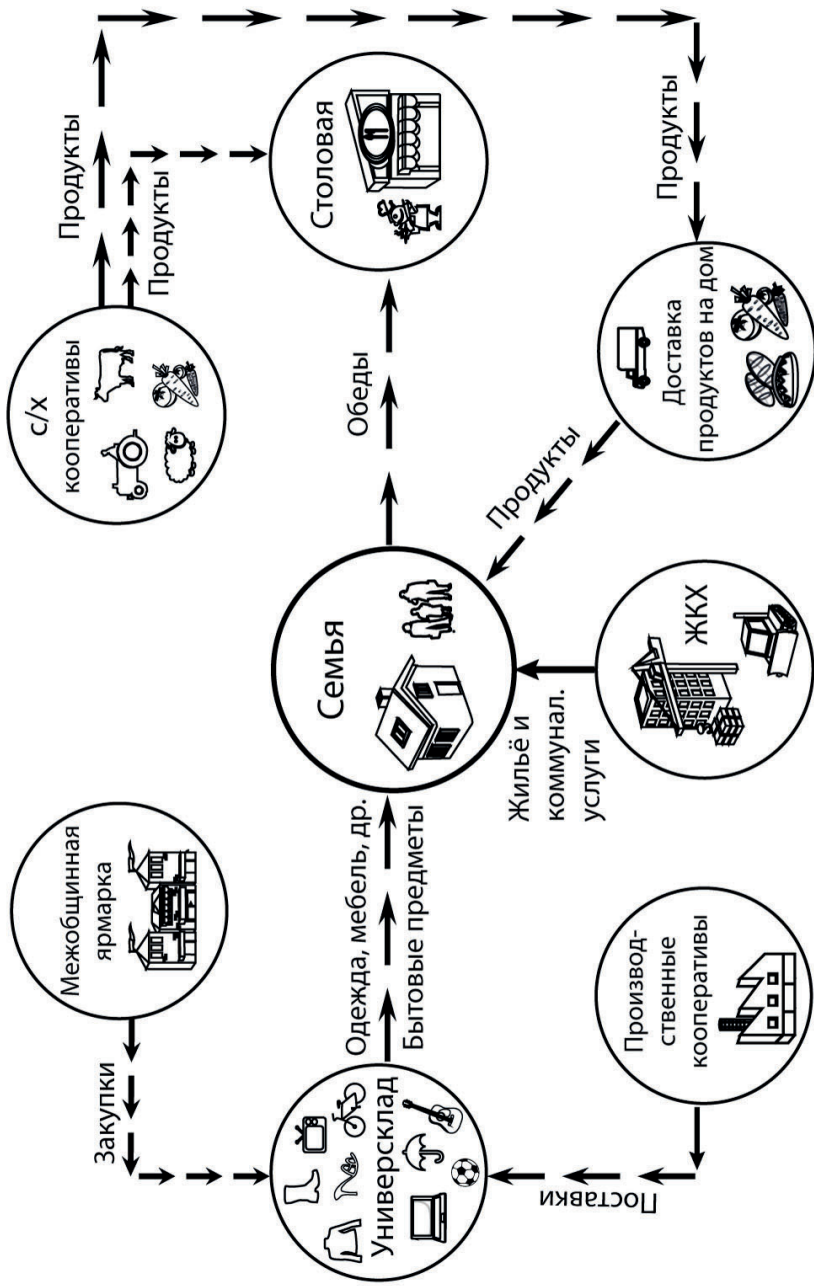 Межобщинная
ярмарка
Закупки
с/х
кооперативы
Продукты
Продукты
Универсклад
Одежда, мебель, др.
Бытовые предметы
Семья
Обеды
Столовая
Поставки
Производ-
ственные
кооперативы
Жильё и
коммунал.
услуги
ЖКХ
Продукты
Доставка
продуктов на дом
Продукты